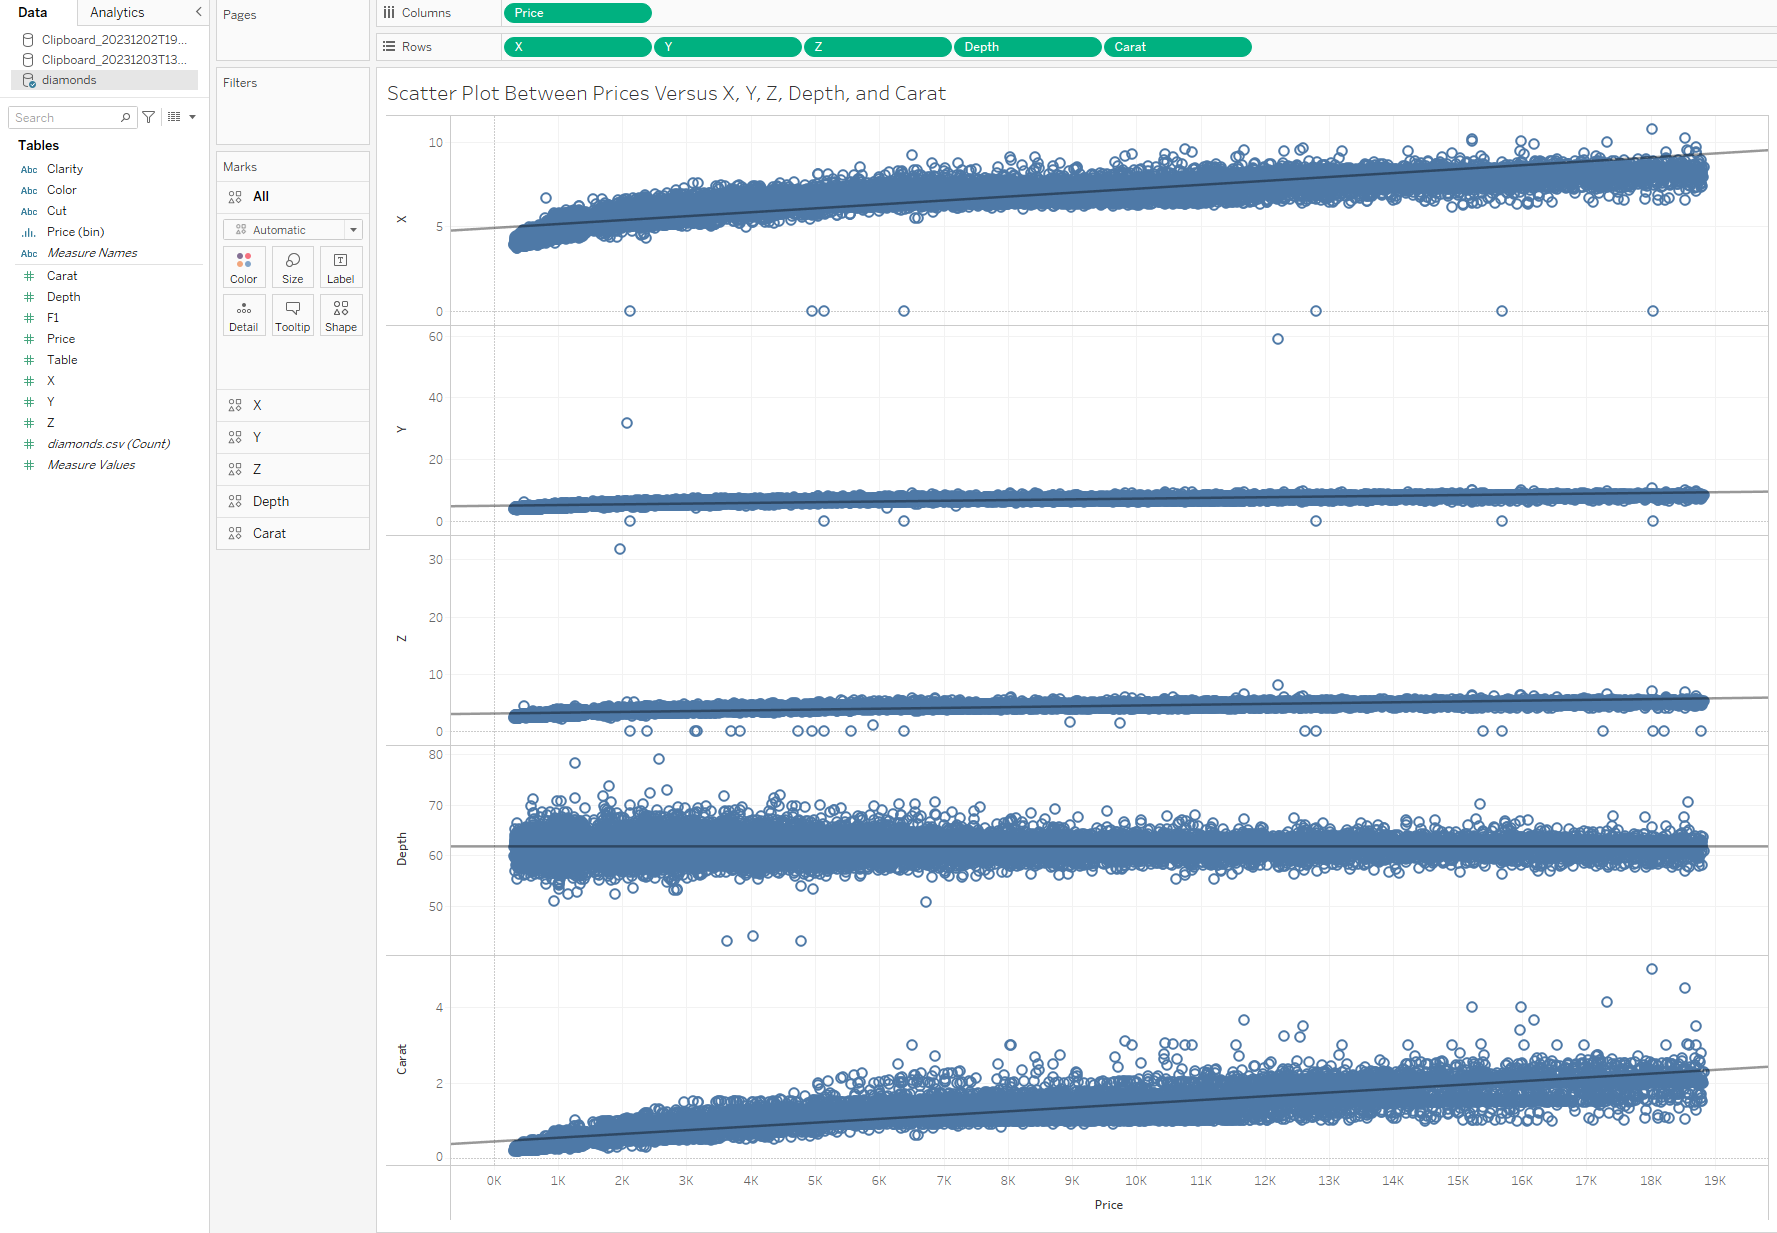 Data
Analytics
Clipboard_20231202T19...
Clipboard_20231203T13...
diamonds
Search
Tables
Abc Clarity
Abc Color
Abc Cut
Price (bin)
Abc Measure Names
# Carat
# Depth
# F1
# Price
# Table
# X
# Y
# Z
# diamonds.csv (Count)
# Measure Values
Pages
Filters
Marks
All
Automatic
Color Size Label
Detail Tooltip Shape
X
Y
Z
Depth
Carat
Columns Price
Rows X Y Z Depth Carat
Scatter Plot Between Prices Versus X, Y, Z, Depth, and Carat
10
5
0
X
60
40
20
0
Y
30
20
10
0
Z
80
70
60
50
Depth
4
2
0
Carat
0K 1K 2K 3K 4K 5K 6K 7K 8K 9K 10K 11K 12K 13K 14K 15K 16K 17K 18K 19K
Price